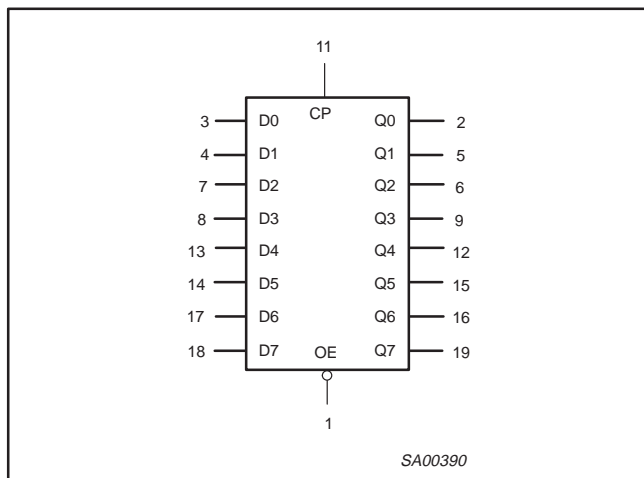 11
CP
3 D0 Q0 2
4 D1 Q1 5
7 D2 Q2 6
8 D3 Q3 9
13 D4 Q4 12
14 D5 Q5 15
17 D6 Q6 16
18 D7 OE Q7 19
1
SA00390